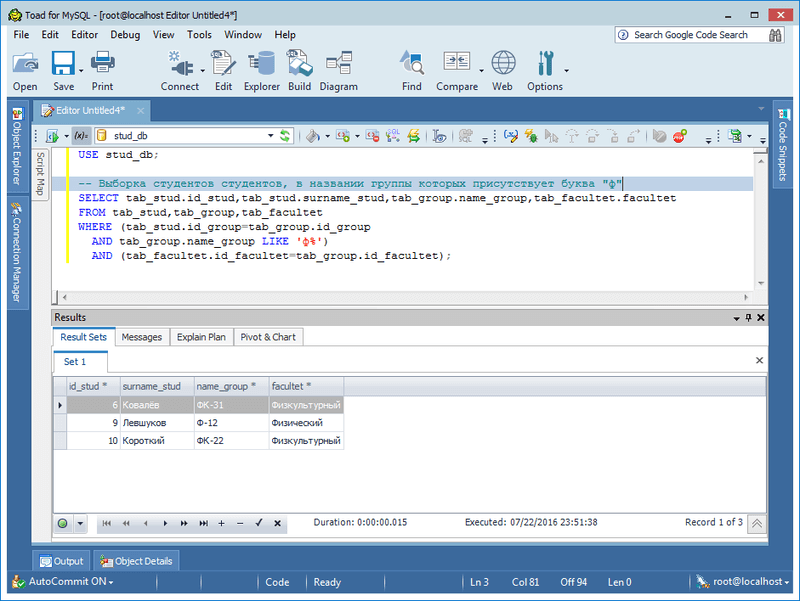 Toad for MySQL - [root@localhost Editor Untitled4*]
File Edit Editor Debug View Tools Window Help
Search Google Code Search
Open Save Print Connect Edit Explorer Build Diagram Find Compare Web Options
Object Explorer
Connection Manager
Editor Untitled4*
Code Snippets
(x)= stud_db
SQL
Script Map
USE stud_db;
-- Выборка студентов студентов, в названии группы которых присутствует буква "ф"
SELECT tab_stud.id_stud,tab_stud.surname_stud,tab_group.name_group,tab_facultet.facultet
FROM tab_stud,tab_group,tab_facultet
WHERE (tab_stud.id_group=tab_group.id_group
AND tab_group.name_group LIKE 'ф%')
AND (tab_facultet.id_facultet=tab_group.id_facultet);
Results
Result Sets Messages Explain Plan Pivot & Chart
Set 1
id_stud * surname_stud name_group * facultet *
6 Ковалёв ФК-31 Физкультурный
9 Левшуков Ф-12 Физический
10 Короткий ФК-22 Физкультурный
Duration: 0:00:00.015 Executed: 07/22/2016 23:51:38 Record 1 of 3
Output Object Details
AutoCommit ON Code Ready Ln 3 Col 81 Off 94 Len 0 root@localhost